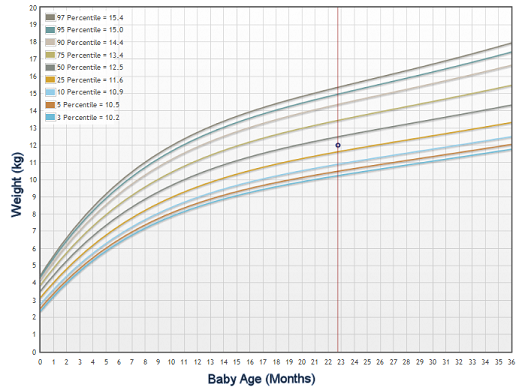 20
19
18
17
16
15
14
13
12
11
10
9
8
7
6
5
4
3
2
1
0
97 Percentile = 15.4
95 Percentile = 15.0
90 Percentile = 14.4
75 Percentile = 13.4
50 Percentile = 12.5
25 Percentile = 11.6
10 Percentile = 10.9
5 Percentile = 10.5
3 Percentile = 10.2
Weight (kg)
0 1 2 3 4 5 6 7 8 9 10 11 12 13 14 15 16 17 18 19 20 21 22 23 24 25 26 27 28 29 30 31 32 33 34 35 36
Baby Age (Months)